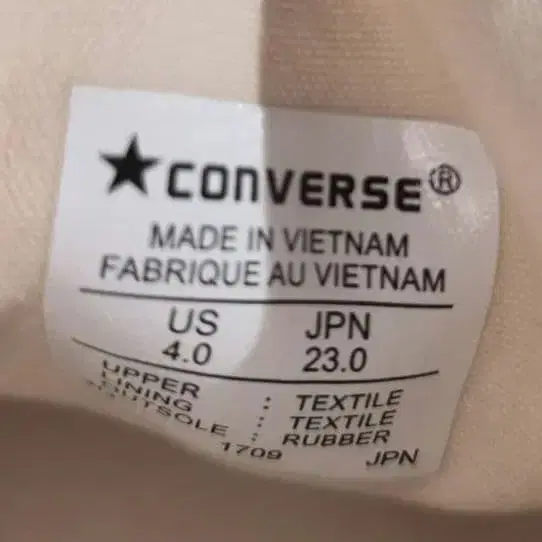 ★CONVERSE®
MADE IN VIETNAM
FABRIQUE AU VIETNAM
US JPN
4.0 23.0
UPPER : TEXTILE
LINING : TEXTILE
OUTSOLE : RUBBER
1709 JPN